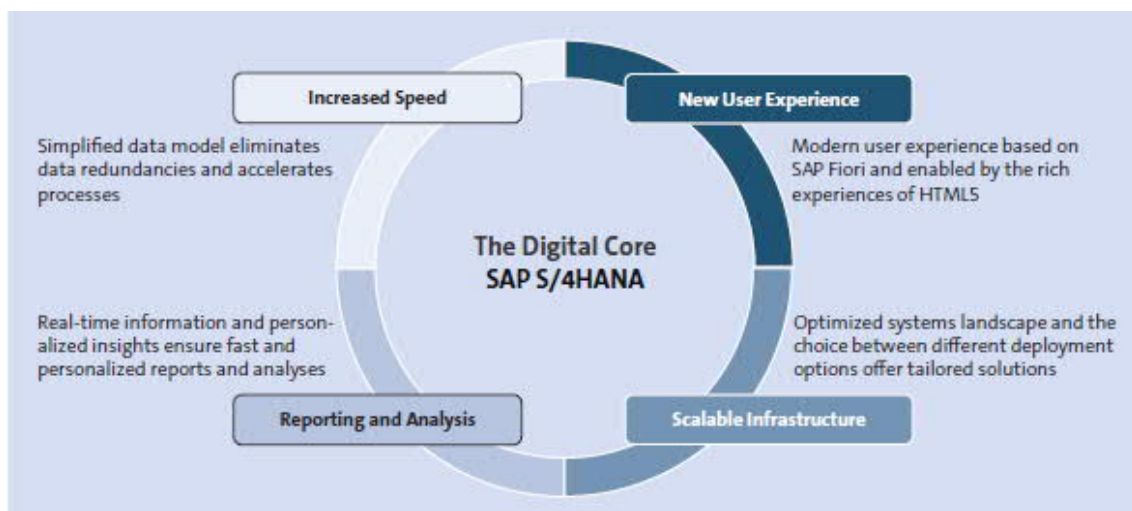 Increased Speed
Simplified data model eliminates
data redundancies and accelerates
processes
New User Experience
Modern user experience based on
SAP Fiori and enabled by the rich
experiences of HTML5
The Digital Core
SAP S/4HANA
Real-time information and person-
alized insights ensure fast and
personalized reports and analyses
Reporting and Analysis
Optimized systems landscape and the
choice between different deployment
options offer tailored solutions
Scalable Infrastructure